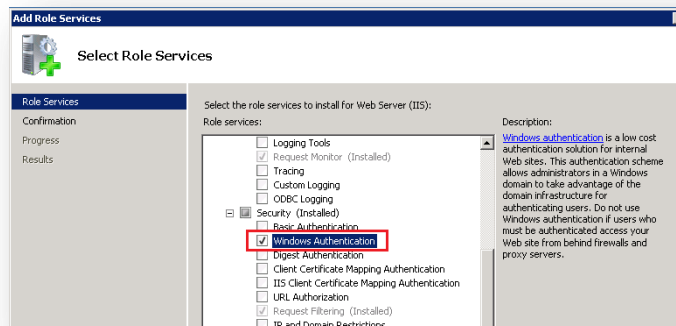 Add Role Services
Select Role Services
Role Services
Confirmation
Progress
Results
Select the role services to install for Web Server (IIS):
Role services:
Logging Tools
Request Monitor (Installed)
Tracing
Custom Logging
ODBC Logging
Security (Installed)
Basic Authentication
Windows Authentication
Digest Authentication
Client Certificate Mapping Authentication
IIS Client Certificate Mapping Authentication
URL Authorization
Request Filtering (Installed)
IP and Domain Restrictions
Description:
Windows authentication is a low cost
authentication solution for internal
Web sites. This authentication scheme
allows administrators in a Windows
domain to take advantage of the
domain infrastructure for
authenticating users. Do not use
Windows authentication if users who
must be authenticated access your
Web site from behind firewalls and
proxy servers.